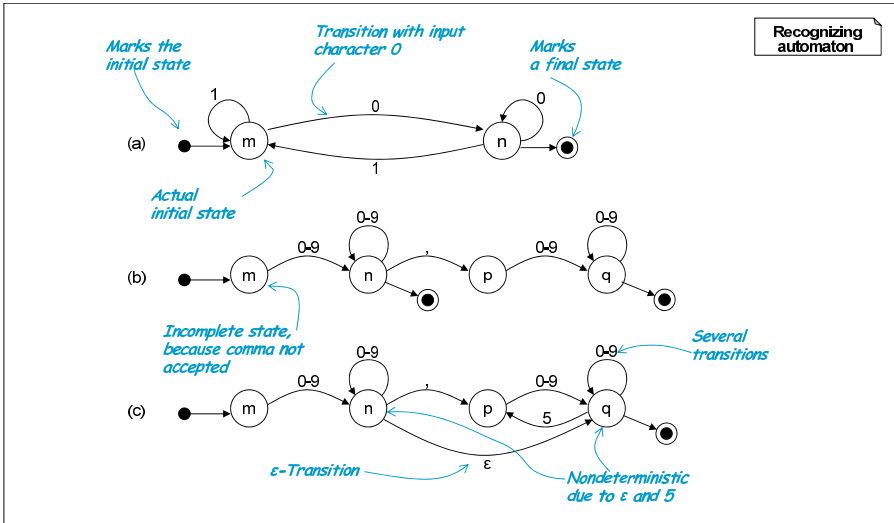 Recognizing
automaton
Marks the
initial state
Transition with input
character 0
Marks
a final state
(a)
1
m
0
1
n
0
Actual
initial state
(b)
m
0-9
n
0-9
,
p
0-9
q
0-9
Incomplete state,
because comma not
accepted
Several
transitions
(c)
m
0-9
n
0-9
,
p
0-9
5
q
0-9
ε
ε-Transition
Nondeterministic
due to ε and 5